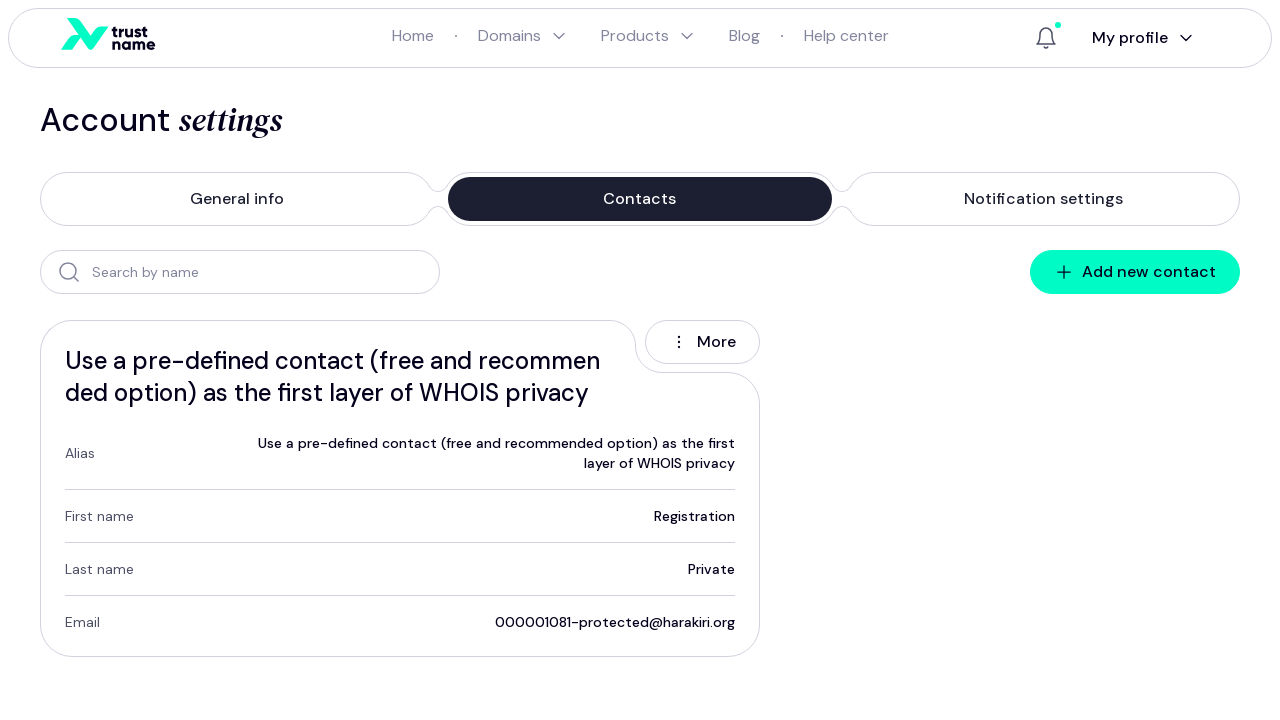 trust
name
Home · Domains Products Blog · Help center
My profile
Account settings
General info
Contacts
Notification settings
Search by name
Add new contact
More
Use a pre-defined contact (free and recommen
ded option) as the first layer of WHOIS privacy
Alias
Use a pre-defined contact (free and recommended option) as the first
layer of WHOIS privacy
First name Registration
Last name Private
Email 000001081-protected@harakiri.org